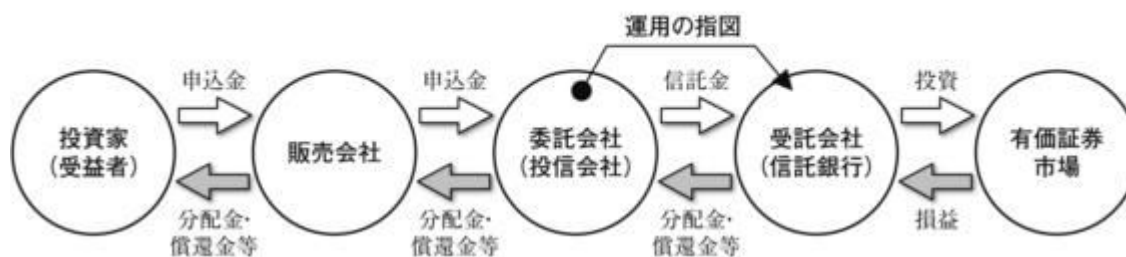 運用の指図
申込金
申込金
信託金
投資
投資家
(受益者)
販売会社
委託会社
(投信会社)
受託会社
(信託銀行)
有価証券
市場
分配金・
償還金等
分配金・
償還金等
分配金・
償還金等
損益